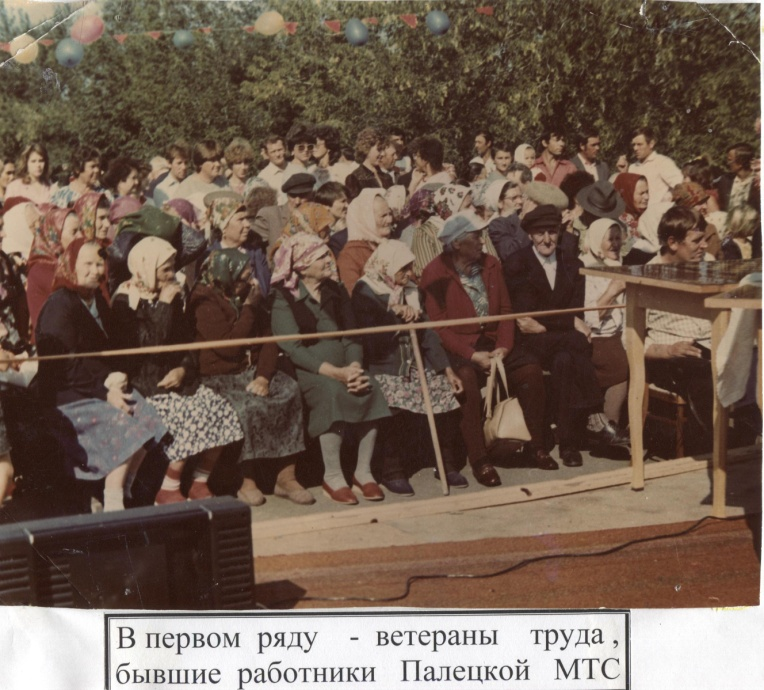 В первом ряду - ветераны труда,
бывшие работники Палецкой МТС